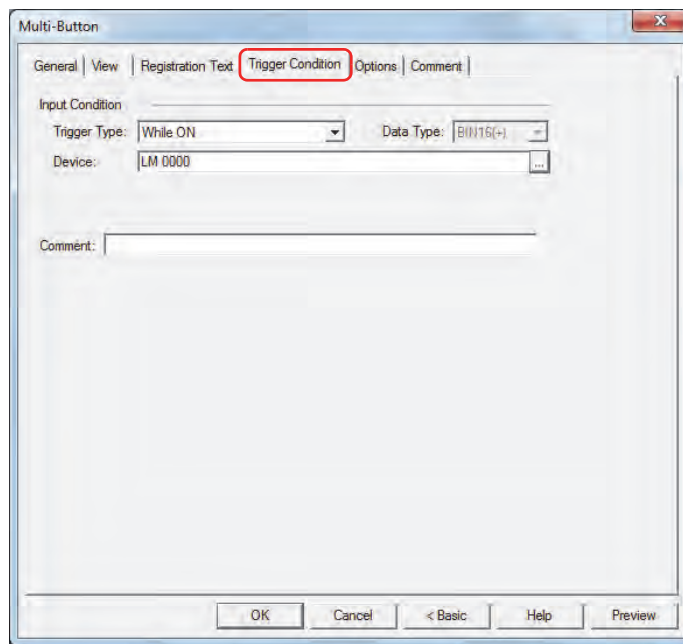 Multi-Button
General View Registration Text Trigger Condition Options Comment
Input Condition
Trigger Type: While ON Data Type: BIN16(+)
Device: LM 0000 ...
Comment:
OK Cancel < Basic Help Preview